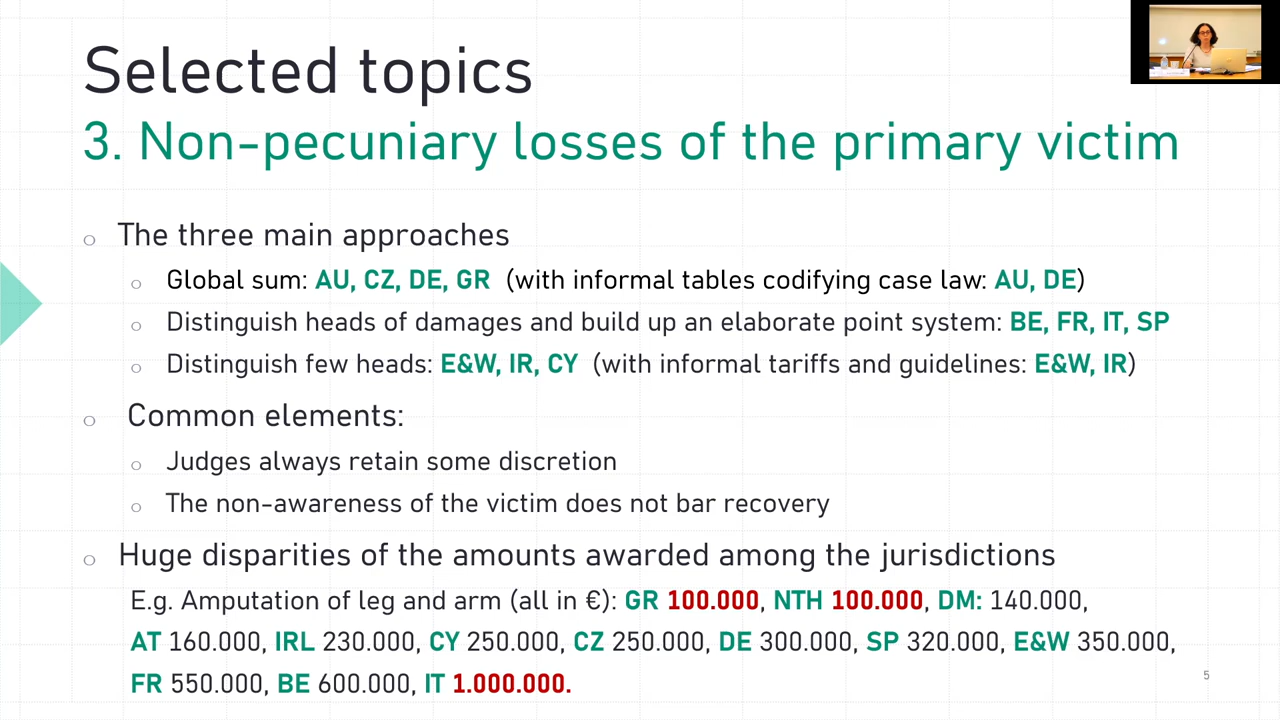 Selected topics
3. Non-pecuniary losses of the primary victim
o The three main approaches
o Global sum: AU, CZ, DE, GR (with informal tables codifying case law: AU, DE)
o Distinguish heads of damages and build up an elaborate point system: BE, FR, IT, SP
o Distinguish few heads: E&W, IR, CY (with informal tariffs and guidelines: E&W, IR)
o Common elements:
o Judges always retain some discretion
o The non-awareness of the victim does not bar recovery
o Huge disparities of the amounts awarded among the jurisdictions
E.g. Amputation of leg and arm (all in €): GR 100.000, NTH 100.000, DM: 140.000,
AT 160.000, IRL 230.000, CY 250.000, CZ 250.000, DE 300.000, SP 320.000, E&W 350.000,
FR 550.000, BE 600.000, IT 1.000.000.
5